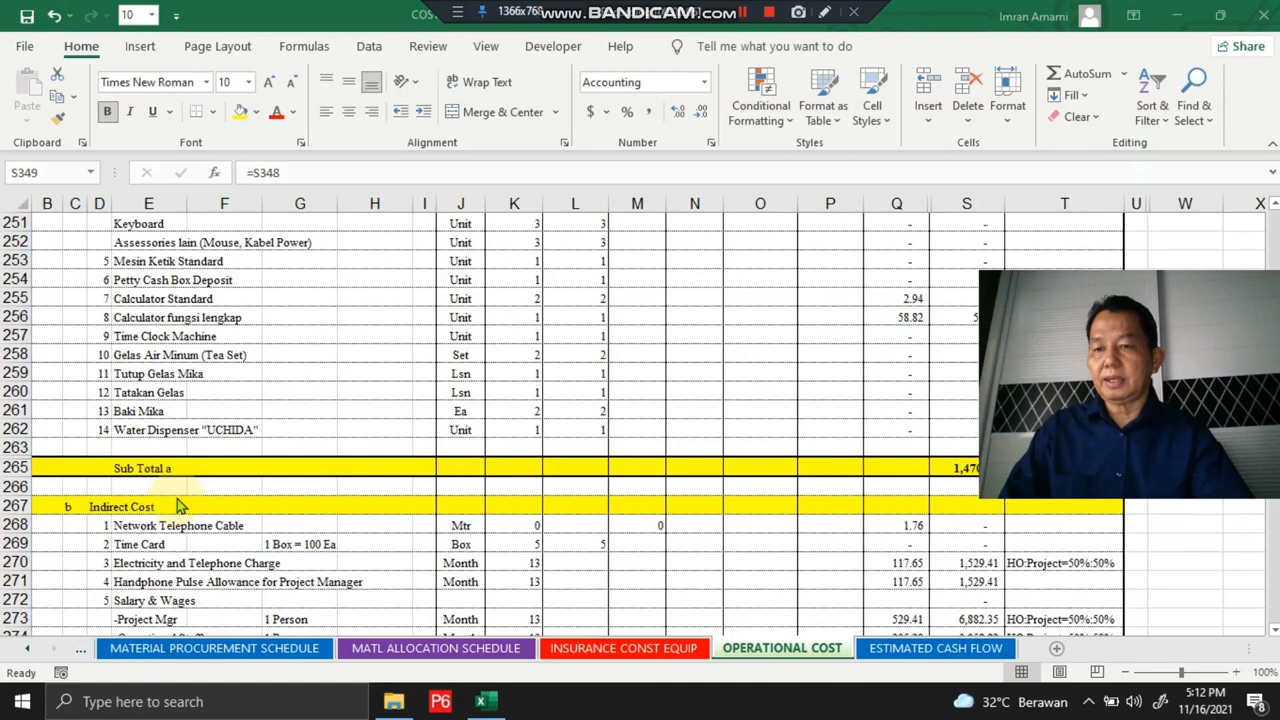 10
COS
1366x768
www.BANDICAM.com
Imran Amami
File Home Insert Page Layout Formulas Data Review View Developer Help Tell me what you want to do Share
Paste
Times New Roman 10
Wrap Text
Accounting
B I U
Merge & Center
$ % ,
Conditional Formatting
Format as Table
Cell Styles
Insert Delete Format
AutoSum
Fill
Clear
Sort & Filter
Find & Select
Clipboard Font Alignment Number Styles Cells Editing
S349 =S348
B C D E F G H I J K L M N O P Q S T U W X
251 Keyboard Unit 3 3 - -
252 Assessories lain (Mouse, Kabel Power) Unit 3 3 - -
253 5 Mesin Ketik Standard Unit 1 1 - -
254 6 Petty Cash Box Deposit Unit 1 1 -
255 7 Calculator Standard Unit 2 2 2.94
256 8 Calculator fungsi lengkap Unit 1 1 58.82 5
257 9 Time Clock Machine Unit 1 1 -
258 10 Gelas Air Minum (Tea Set) Set 2 2 -
259 11 Tutup Gelas Mika Lsn 1 1 -
260 12 Tatakan Gelas Lsn 1 1 -
261 13 Baki Mika Ea 2 2 -
262 14 Water Dispenser "UCHIDA" Unit 1 1 -
263
265 Sub Total a 1,470
266
267 b Indirect Cost
268 1 Network Telephone Cable Mtr 0 0 1.76 -
269 2 Time Card 1 Box = 100 Ea Box 5 5 - -
270 3 Electricity and Telephone Charge Month 13 117.65 1,529.41 HO:Project=50%:50%
271 4 Handphone Pulse Allowance for Project Manager Month 13 117.65 1,529.41
272 5 Salary & Wages -
273 -Project Mgr 1 Person Month 13 529.41 6,882.35 HO:Project=50%:50%
... MATERIAL PROCUREMENT SCHEDULE MATL ALLOCATION SCHEDULE INSURANCE CONST EQUIP OPERATIONAL COST ESTIMATED CASH FLOW
Ready 100%
Type here to search P6 32°C Berawan 5:12 PM
11/16/2021 8